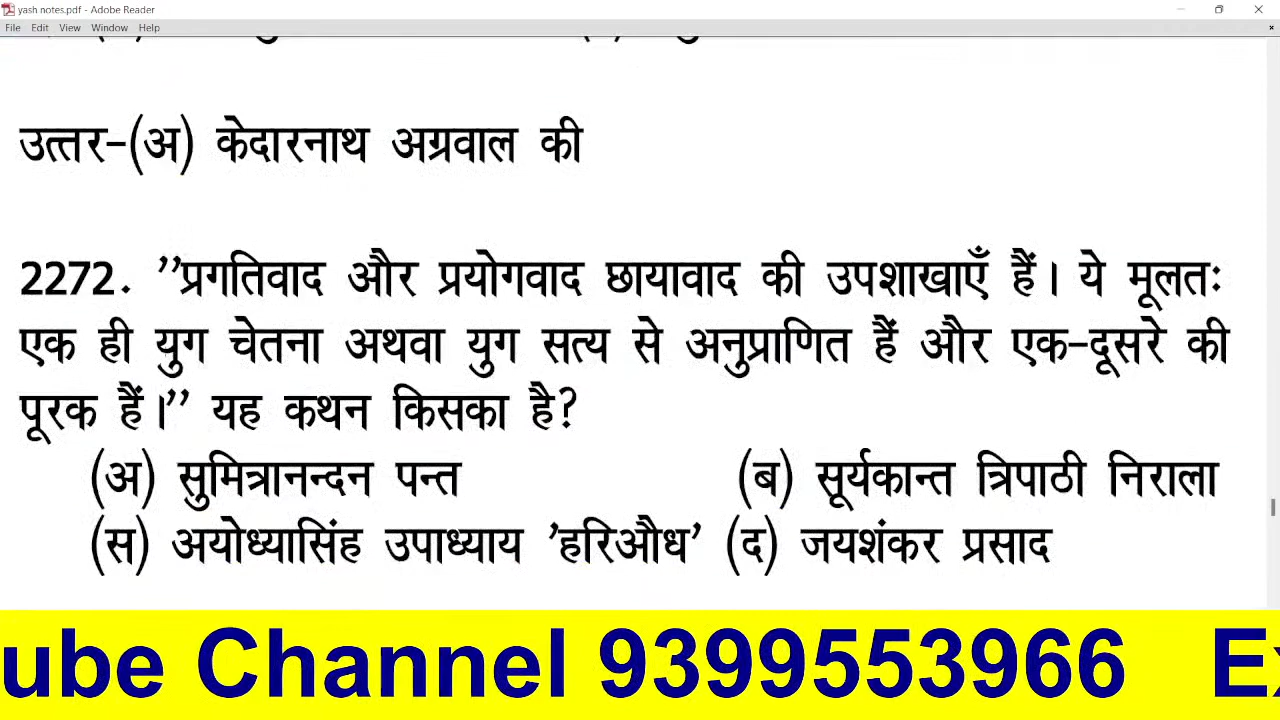 yash notes.pdf - Adobe Reader
File Edit View Window Help
उत्तर-(अ) केदारनाथ अग्रवाल की
2272. ’’प्रगतिवाद और प्रयोगवाद छायावाद की उपशाखाएँ हैं। ये मूलतः
एक ही युग चेतना अथवा युग सत्य से अनुप्राणित हैं और एक-दूसरे की
पूरक हैं।’’ यह कथन किसका है?
(अ) सुमित्रानन्दन पन्त (ब) सूर्यकान्त त्रिपाठी निराला
(स) अयोध्यासिंह उपाध्याय ’हरिऔध’ (द) जयशंकर प्रसाद
ube Channel 9399553966 Ex